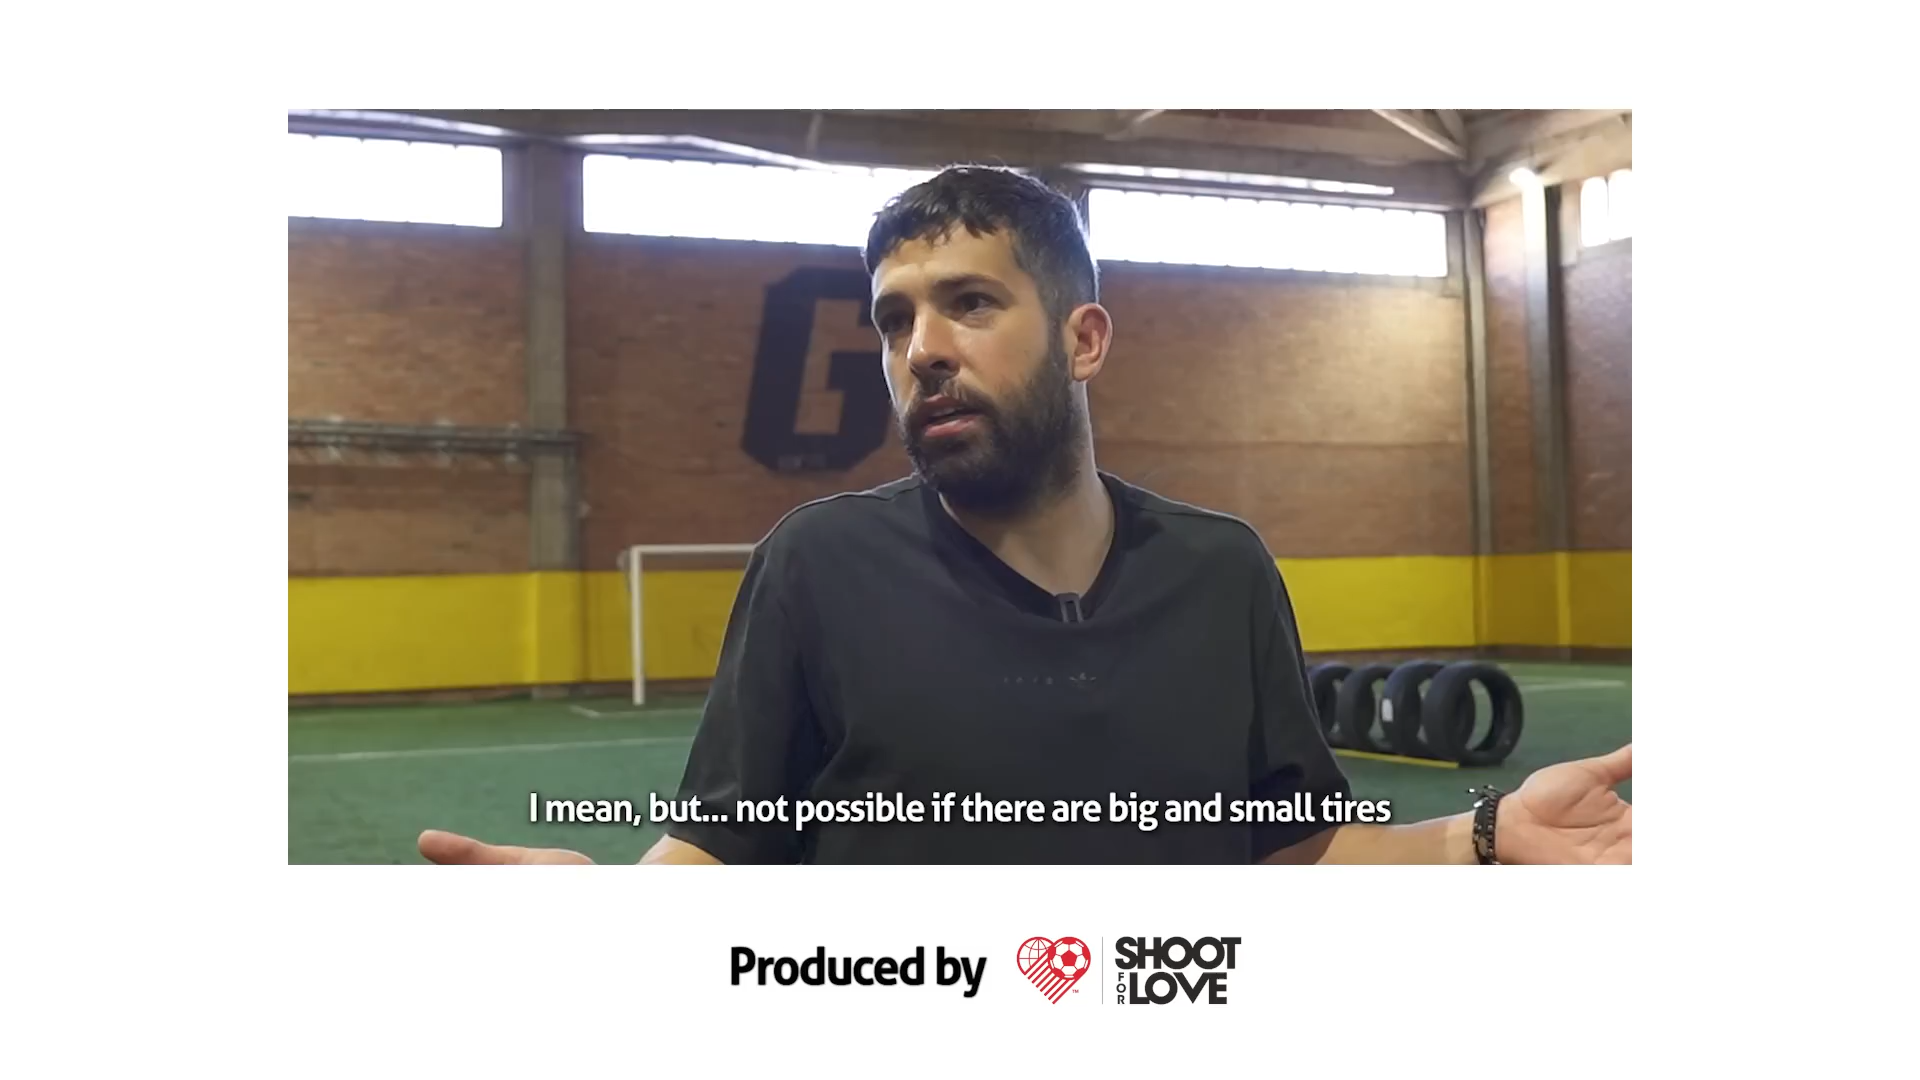 G
I mean, but... not possible if there are big and small tires
Produced by
SHOOT
FOR
LOVE